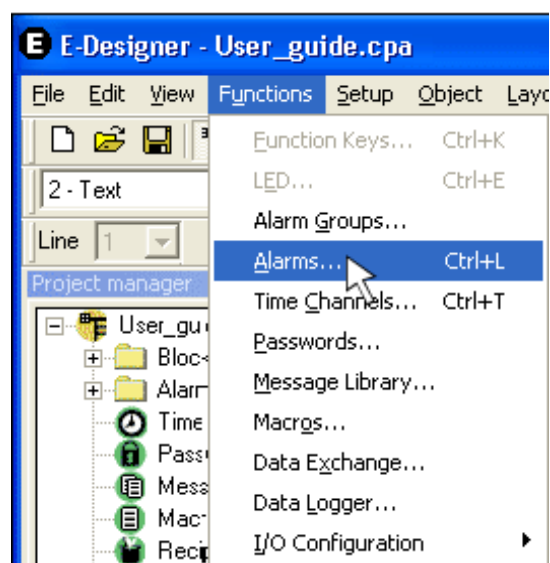 E-Designer - User_guide.cpa
File Edit View Functions Setup Object
Function Keys... Ctrl+K
2 - Text
LED... Ctrl+E
Alarm Groups...
Line 1
Alarms... Ctrl+L
Project manager
Time Channels... Ctrl+T
Passwords...
Message Library...
Time
Macros...
Data Exchange...
Data Logger...
I/O Configuration